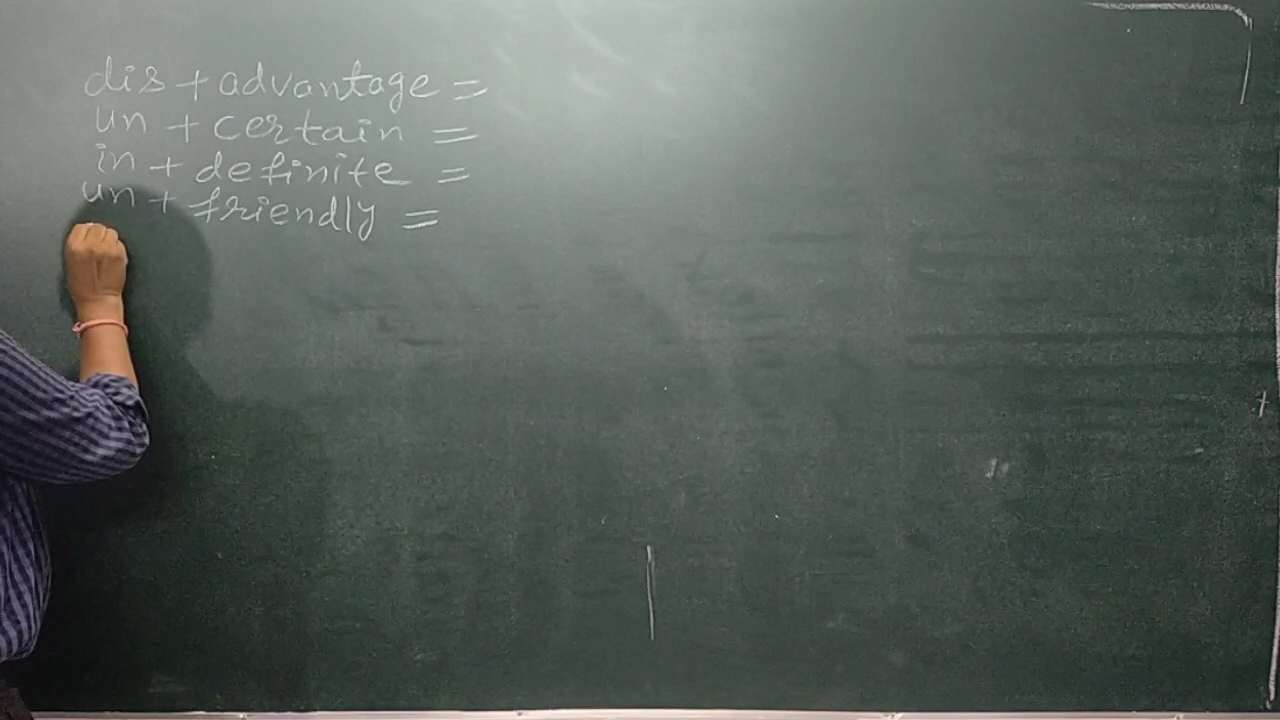 dis + advantage =
un + certain =
in + definite =
un + friendly =